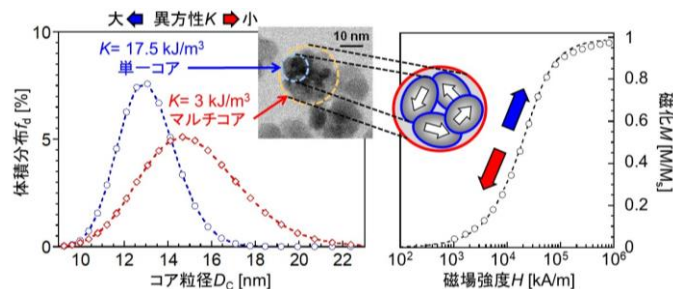 大 異方性K 小
K= 17.5 kJ/m³
単一コア
K= 3 kJ/m³
マルチコア
10 nm
体積分布f_d [%]
10
5
0
10 12 14 16 18 20 22
コア粒径D_C [nm]
磁化M [M/M_s]
1
0.8
0.6
0.4
0.2
0
10² 10³ 10⁴ 10⁵ 10⁶
磁場強度H [kA/m]